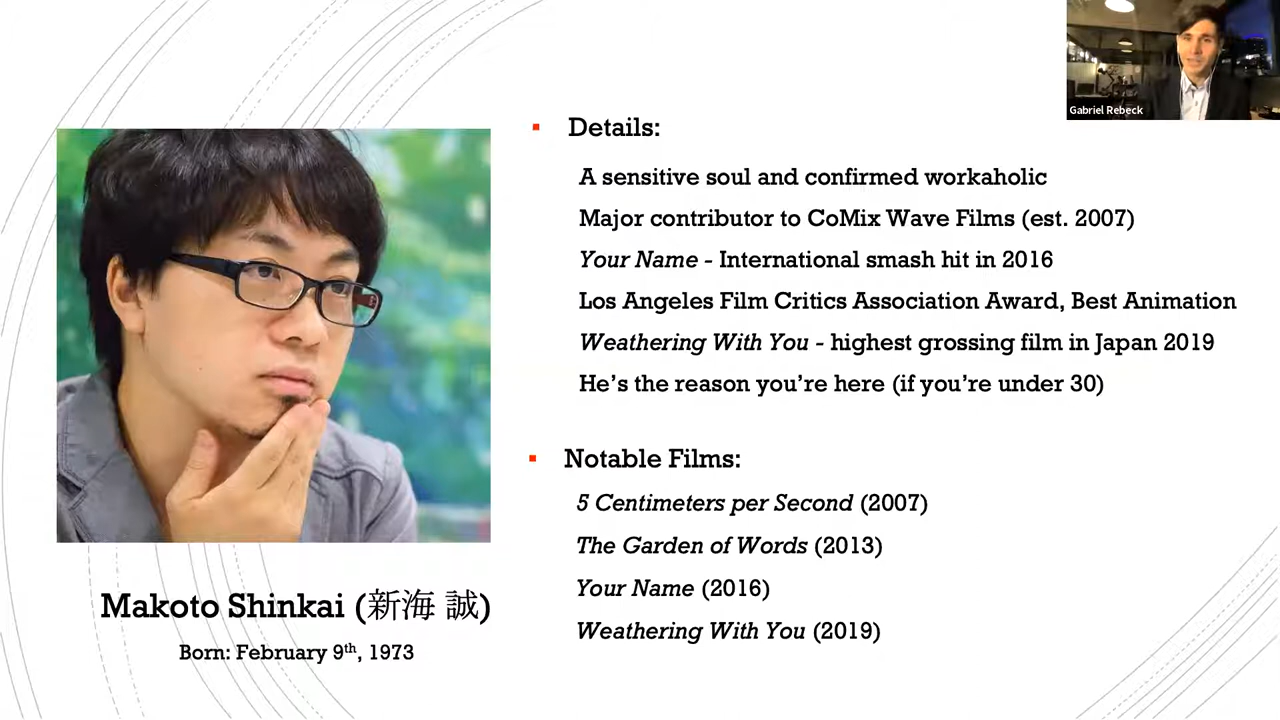 Gabriel Rebeck
Details:
A sensitive soul and confirmed workaholic
Major contributor to CoMix Wave Films (est. 2007)
Your Name - International smash hit in 2016
Los Angeles Film Critics Association Award, Best Animation
Weathering With You - highest grossing film in Japan 2019
He's the reason you're here (if you're under 30)
Notable Films:
5 Centimeters per Second (2007)
The Garden of Words (2013)
Your Name (2016)
Weathering With You (2019)
Makoto Shinkai (新海 誠)
Born: February 9th, 1973